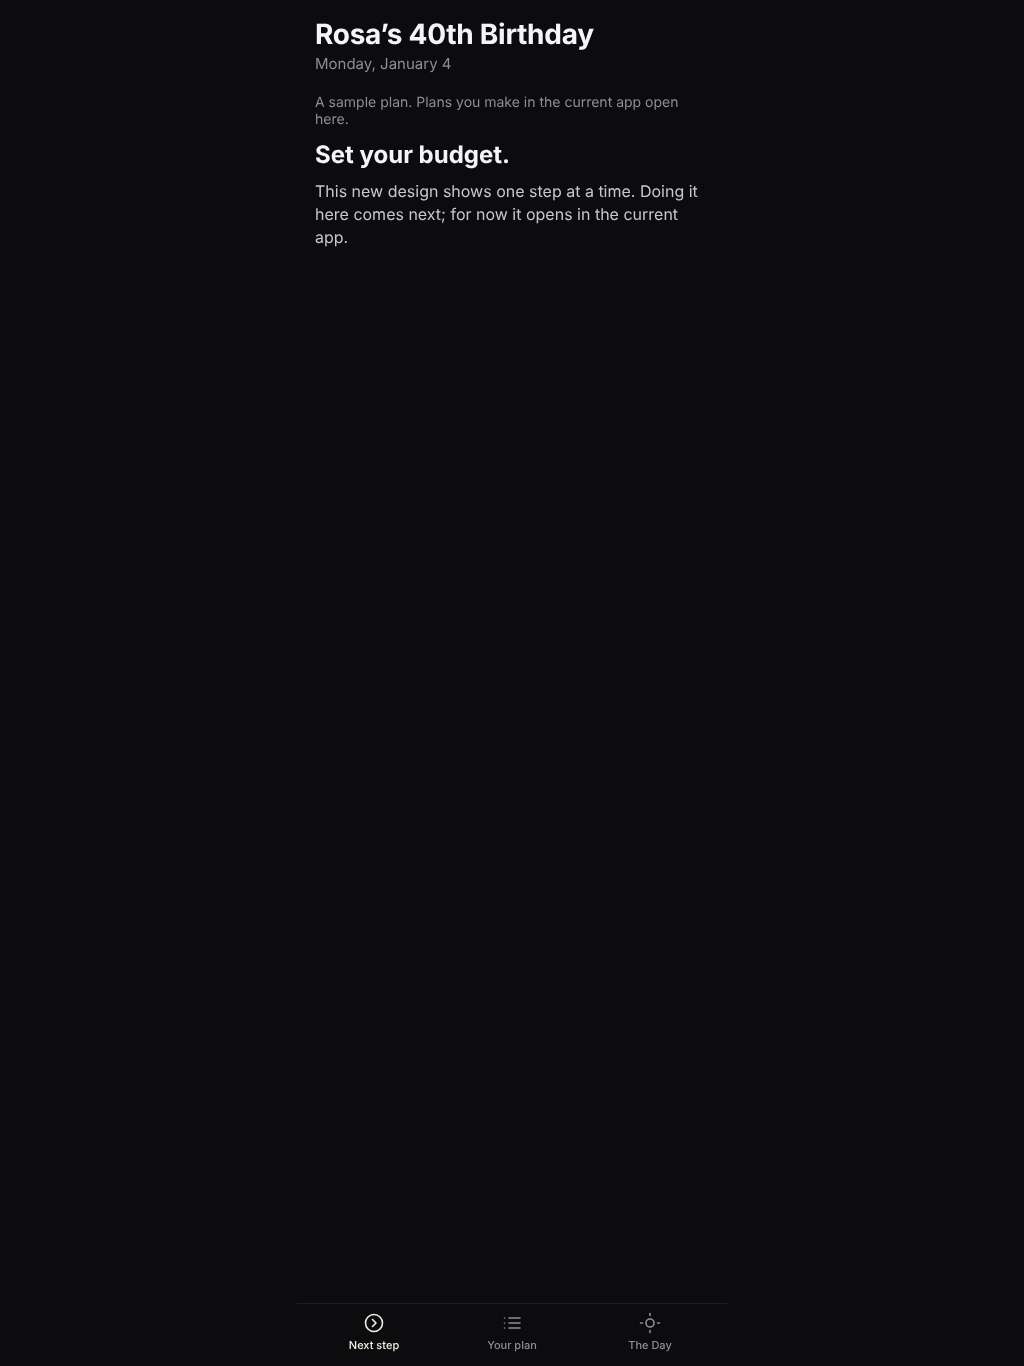 Rosa’s 40th Birthday
Monday, January 4
A sample plan. Plans you make in the current app open
here.
Set your budget.
This new design shows one step at a time. Doing it
here comes next; for now it opens in the current
app.
Next step
Your plan
The Day